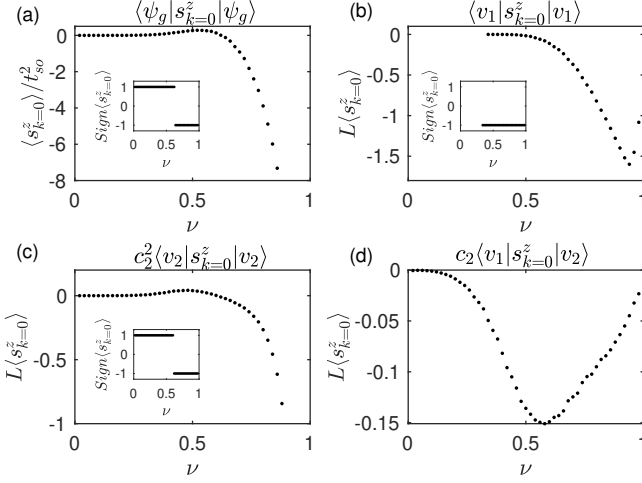 (a)
⟨ψ_g|s^z_{k=0}|ψ_g⟩
⟨s^z_{k=0}⟩/t^2_{so}
0
-2
-4
-6
-8
Sign⟨s^z_{k=0}⟩
1
0
-1
0 0.5 1
ν
0 0.5 1
ν
(b)
⟨v_1|s^z_{k=0}|v_1⟩
L⟨s^z_{k=0}⟩
0
-0.5
-1
-1.5
Sign⟨s^z_{k=0}⟩
1
0
-1
0 0.5 1
ν
0 0.5 1
ν
(c)
c_2^2⟨v_2|s^z_{k=0}|v_2⟩
L⟨s^z_{k=0}⟩
0
-0.5
-1
Sign⟨s^z_{k=0}⟩
1
0
-1
0 0.5 1
ν
0 0.5 1
ν
(d)
c_2⟨v_1|s^z_{k=0}|v_2⟩
L⟨s^z_{k=0}⟩
0
-0.05
-0.1
-0.15
0 0.5 1
ν